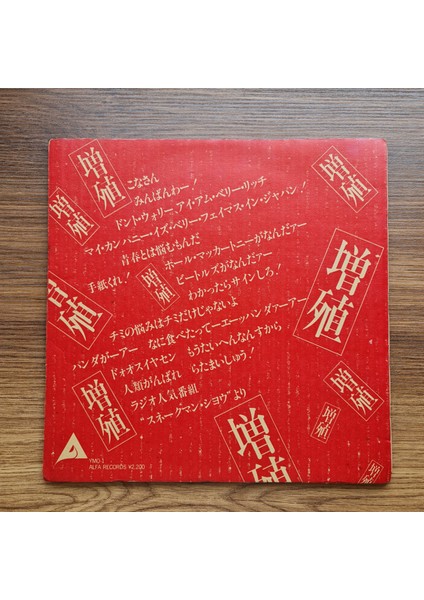 増殖
増殖
増殖
こなさん
みんばんわー！
ドント・ウォリー、アイ・アム・ベリー・リッチ
マイ・カンパニー・イズ・ベリー・フェイマス・イン・ジャパン！
青春とは悩むもんだ
手紙くれ！
増殖
ポール・マッカートニーがなんだァー
ビートルズがなんだァー
わかったらサインしろ！
増殖
増殖
チミの悩みはチミだけじゃないよ
パンダがーアー
なに食べたってーエーッパンダァーアー
ドォオスイヤセン
もうたいへんなんすから
人類がんばれ
らたまいしゅう！
ラジオ人気番組
"スネークマン・ショウ"より
増殖
増殖
増殖
増殖
YMO-1
ALFA RECORDS ¥2,200